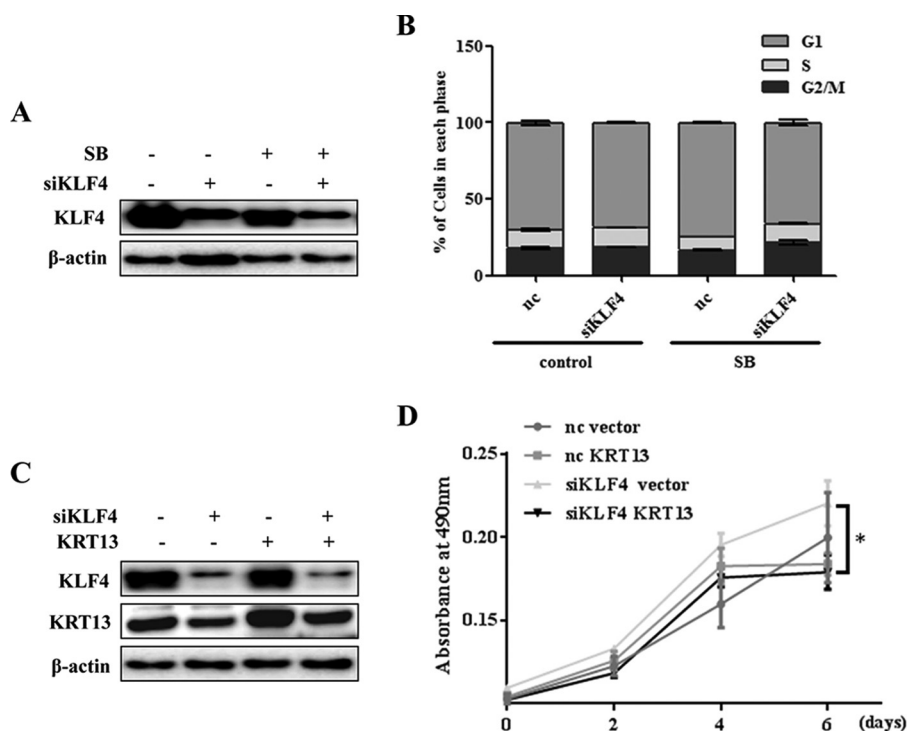 A
SB - - + +
siKLF4 - + - +
KLF4
β-actin
B
% of Cells in each phase
150
100
50
0
G1
S
G2/M
nc siKLF4 nc siKLF4
control SB
C
siKLF4 - + - +
KRT13 - - + +
KLF4
KRT13
β-actin
D
nc vector
nc KRT13
siKLF4 vector
siKLF4 KRT13
Absorbance at 490nm
0.25
0.20
0.15
*
0 2 4 6 (days)